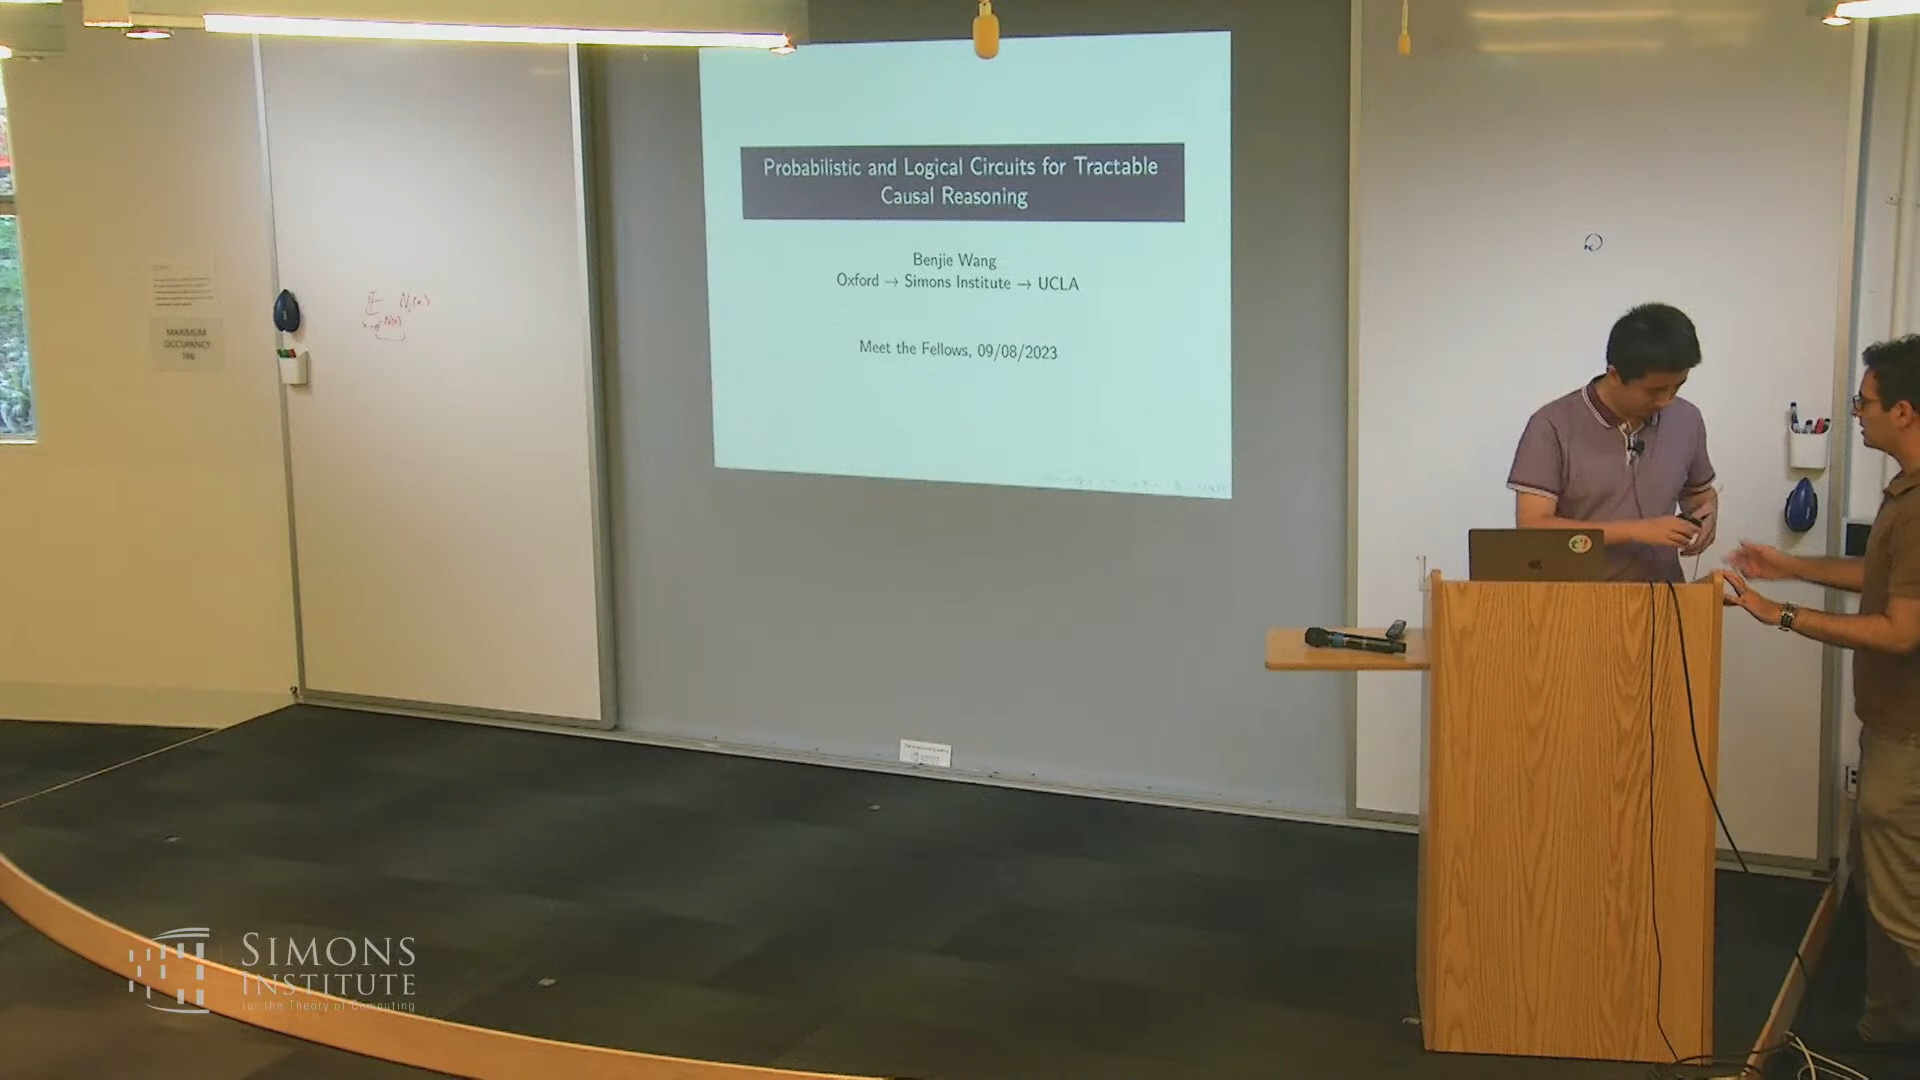 Probabilistic and Logical Circuits for Tractable
Causal Reasoning
Benjie Wang
Oxford → Simons Institute → UCLA
Meet the Fellows, 09/08/2023
MAXIMUM
OCCUPANCY
SIMONS
INSTITUTE
for the Theory of Computing